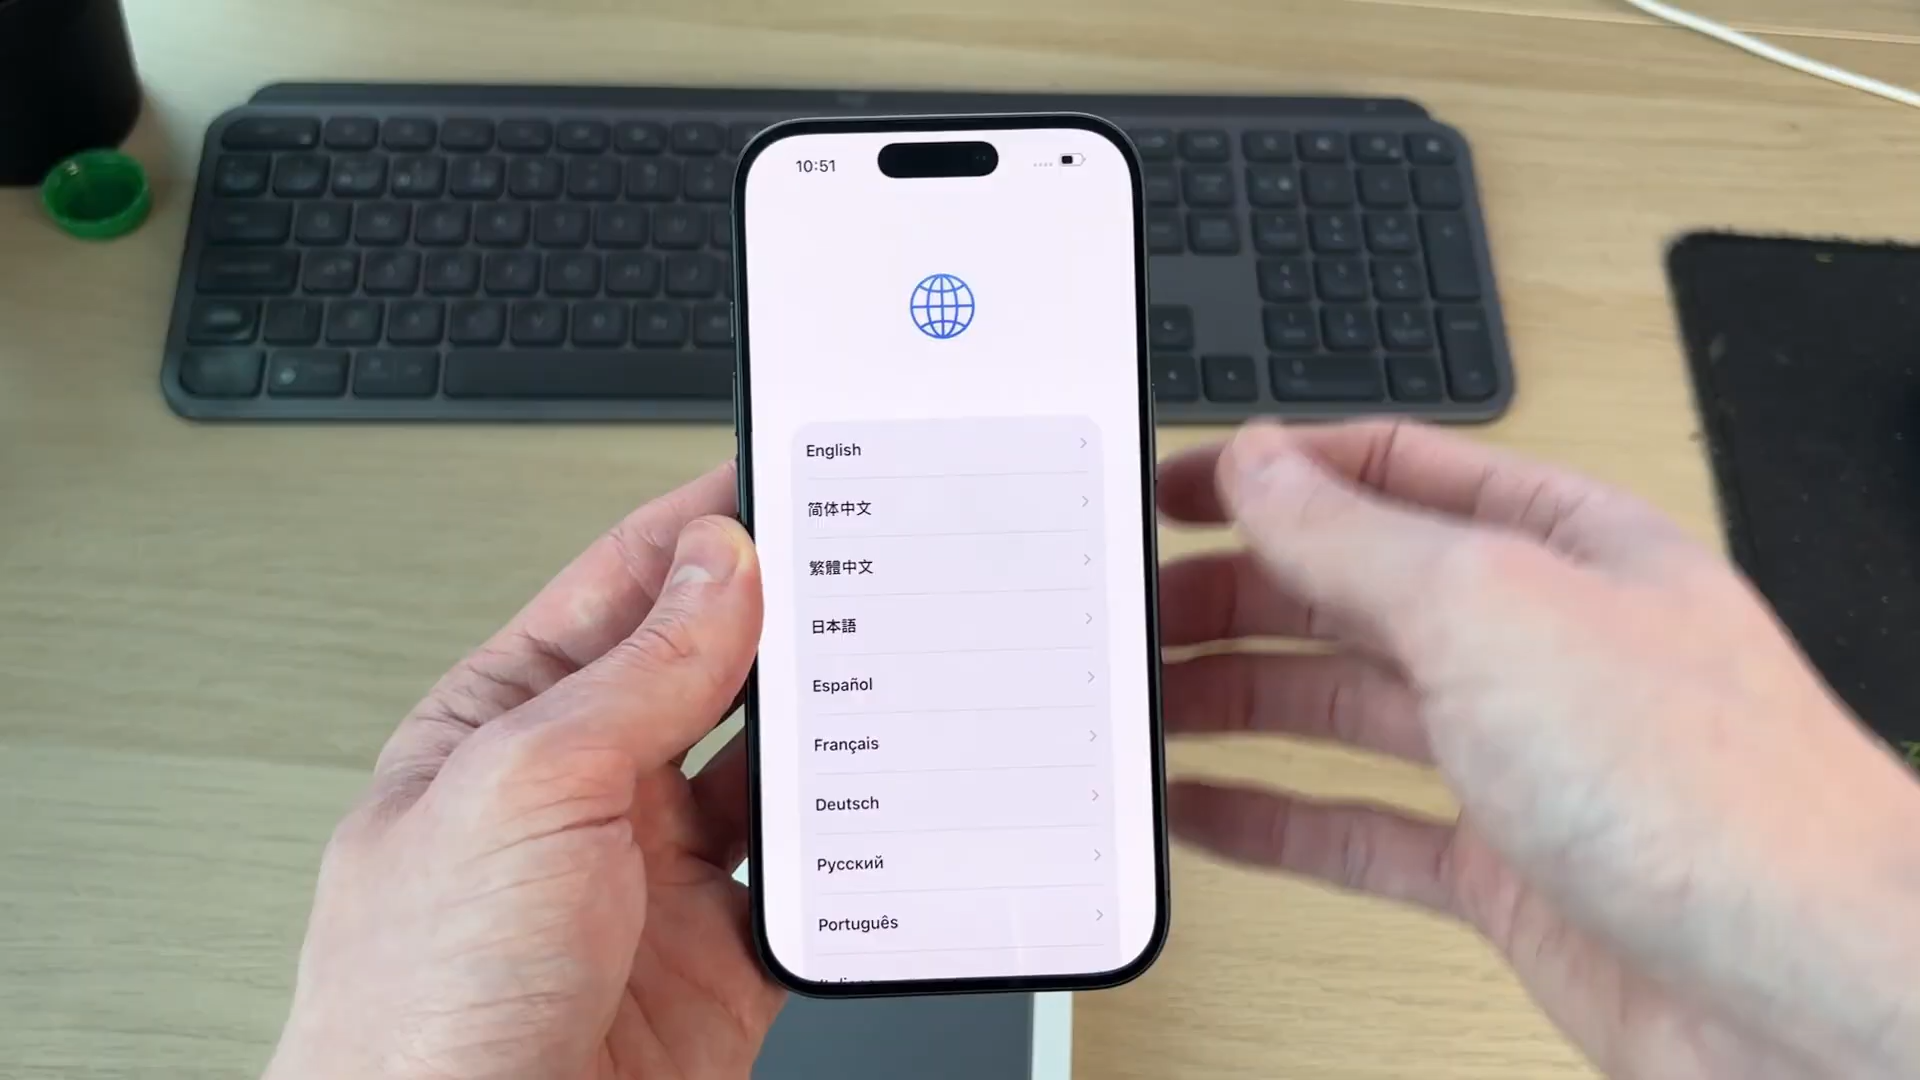 10:51
English
简体中文
繁體中文
日本語
Español
Français
Deutsch
Русский
Português